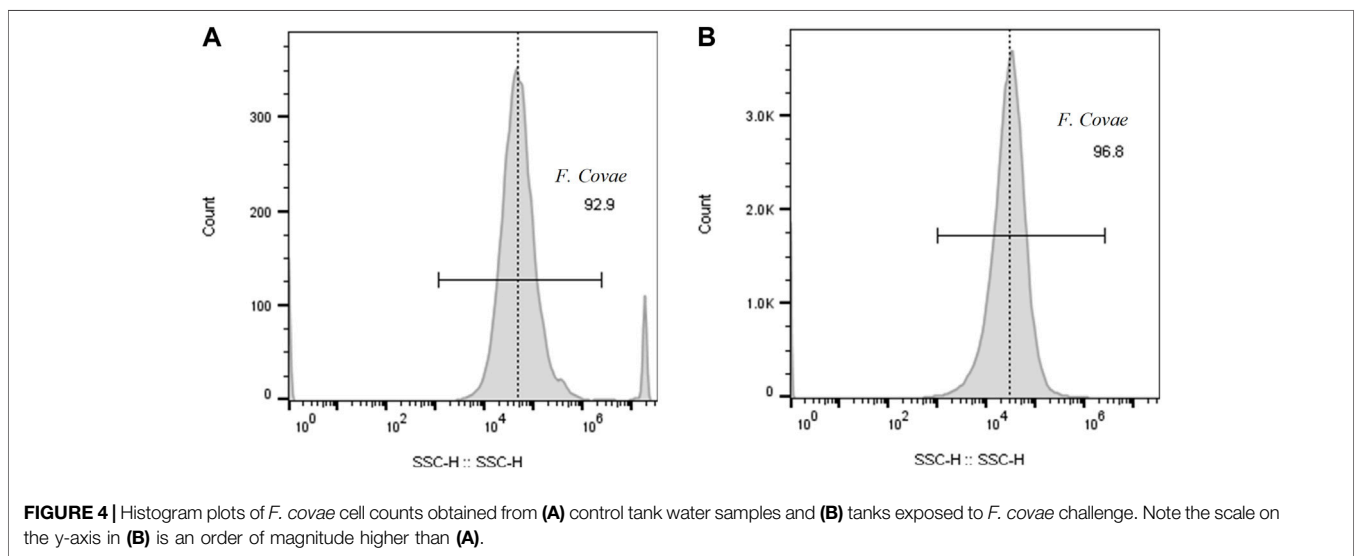 A
B
300
200
100
0
Count
F. Covae
92.9
10^0 10^2 10^4 10^6
SSC-H :: SSC-H
3.0K
2.0K
1.0K
0
Count
F. Covae
96.8
10^0 10^2 10^4 10^6
SSC-H :: SSC-H
FIGURE 4 | Histogram plots of F. covae cell counts obtained from (A) control tank water samples and (B) tanks exposed to F. covae challenge. Note the scale on
the y-axis in (B) is an order of magnitude higher than (A).